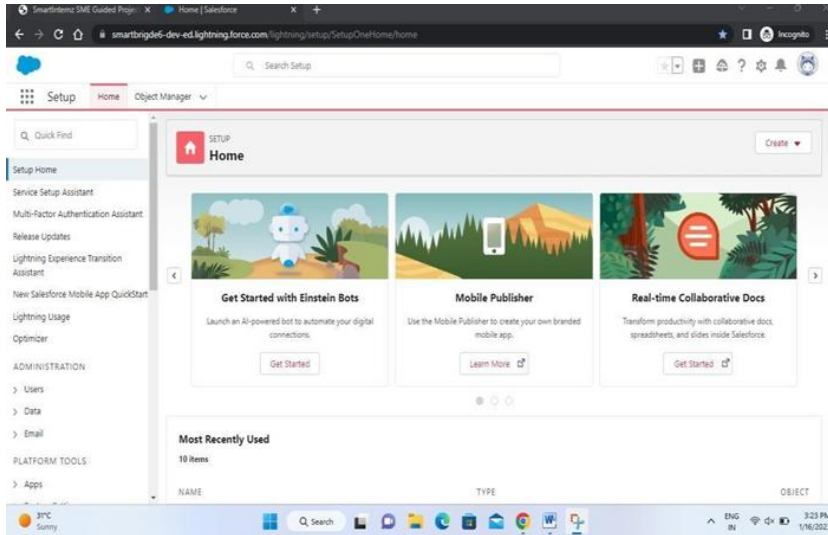 SmartInternz SME Guided Projec
Home | Salesforce
smartbrigde6-dev-ed.lightning.force.com/lightning/setup/SetupOneHome/home
Incognito
Search Setup
Setup
Home
Object Manager
Quick Find
Setup Home
Service Setup Assistant
Multi-Factor Authentication Assistant
Release Updates
Lightning Experience Transition
Assistant
New Salesforce Mobile App QuickStart
Lightning Usage
Optimizer
ADMINISTRATION
Users
Data
Email
PLATFORM TOOLS
Apps
SETUP
Home
Create
Get Started with Einstein Bots
Launch an AI-powered bot to automate your digital
connections.
Get Started
Mobile Publisher
Use the Mobile Publisher to create your own branded
mobile app.
Learn More
Real-time Collaborative Docs
Transform productivity with collaborative docs,
spreadsheets, and slides inside Salesforce.
Get Started
Most Recently Used
10 items
NAME
TYPE
OBJECT
31°C
Sunny
Search
ENG
IN
3:23 PM
1/16/202